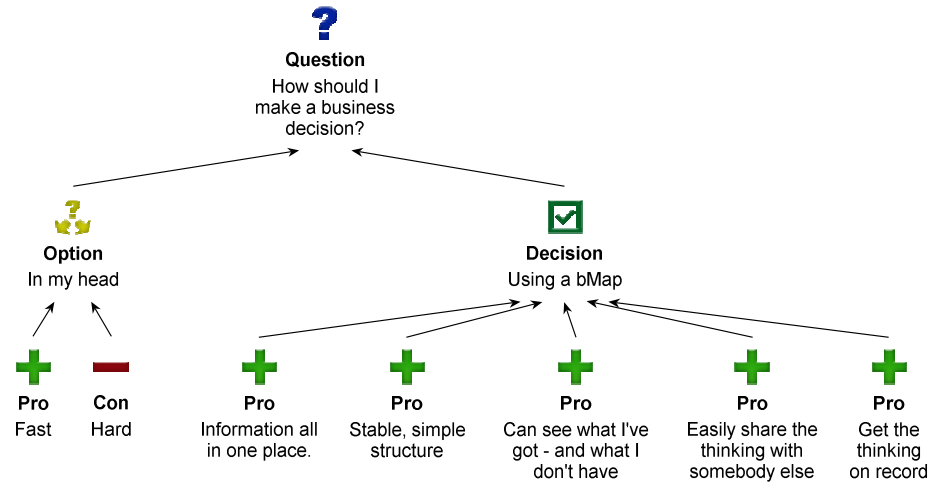 Question
How should I
make a business
decision?
Option
In my head
Decision
Using a bMap
Pro
Fast
Con
Hard
Pro
Information all
in one place.
Pro
Stable, simple
structure
Pro
Can see what I've
got - and what I
don't have
Pro
Easily share the
thinking with
somebody else
Pro
Get the
thinking
on record